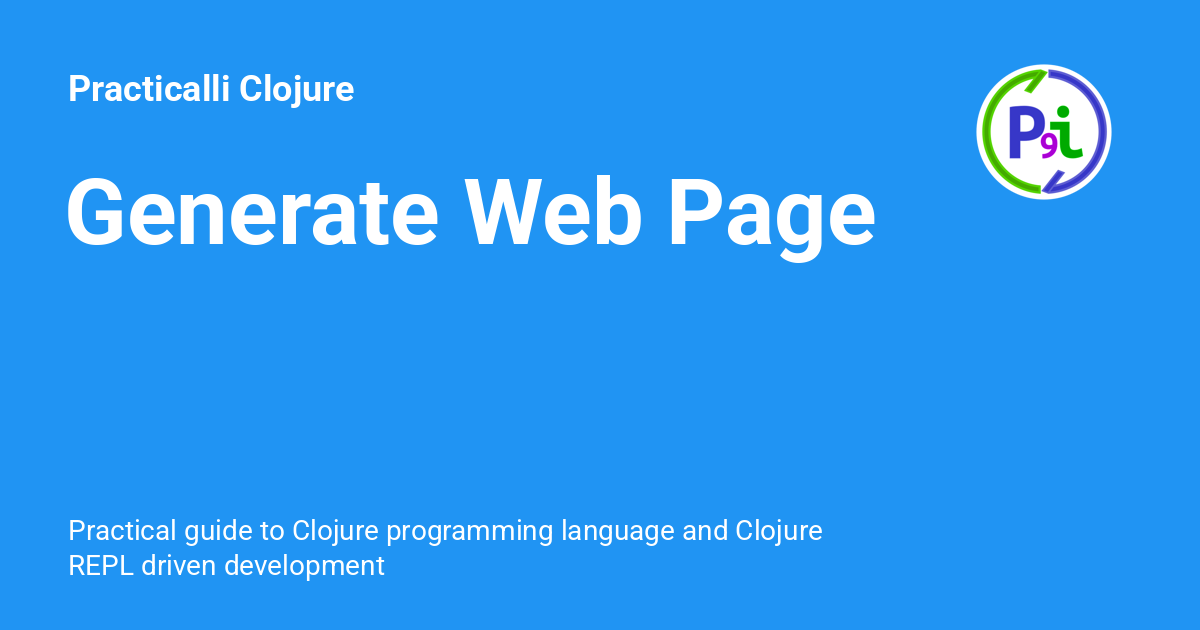 Practicalli Clojure
P9i
Generate Web Page
Practical guide to Clojure programming language and Clojure
REPL driven development